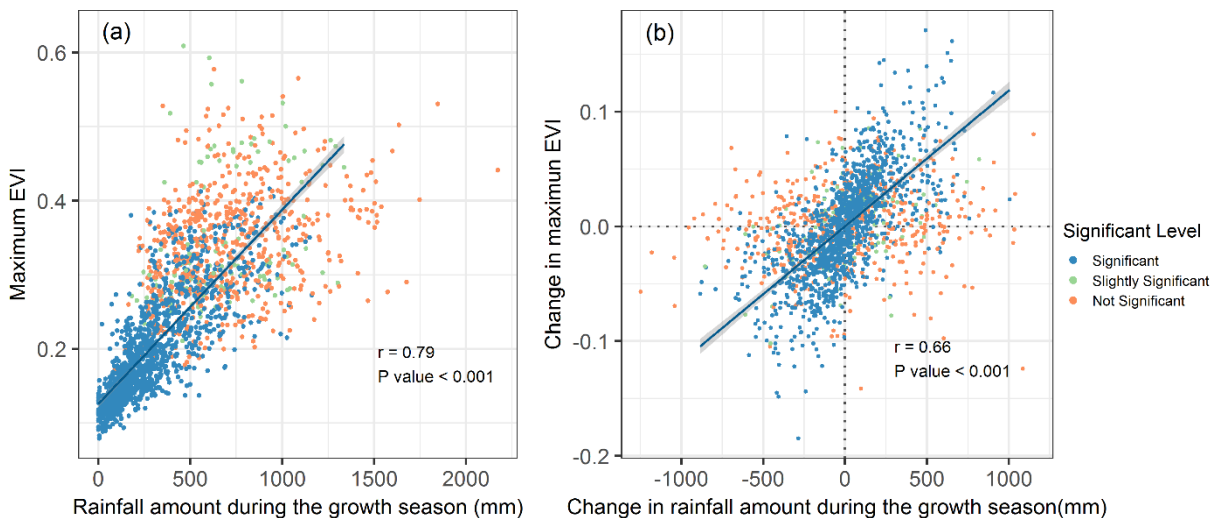 (a)
0.6
0.4
0.2
Maximum EVI
r = 0.79
P value < 0.001
0
500
1000
1500
2000
Rainfall amount during the growth season (mm)
(b)
0.1
0.0
-0.1
-0.2
Change in maximun EVI
r = 0.66
P value < 0.001
-1000
-500
0
500
1000
Change in rainfall amount during the growth season(mm)
Significant Level
Significant
Slightly Significant
Not Significant